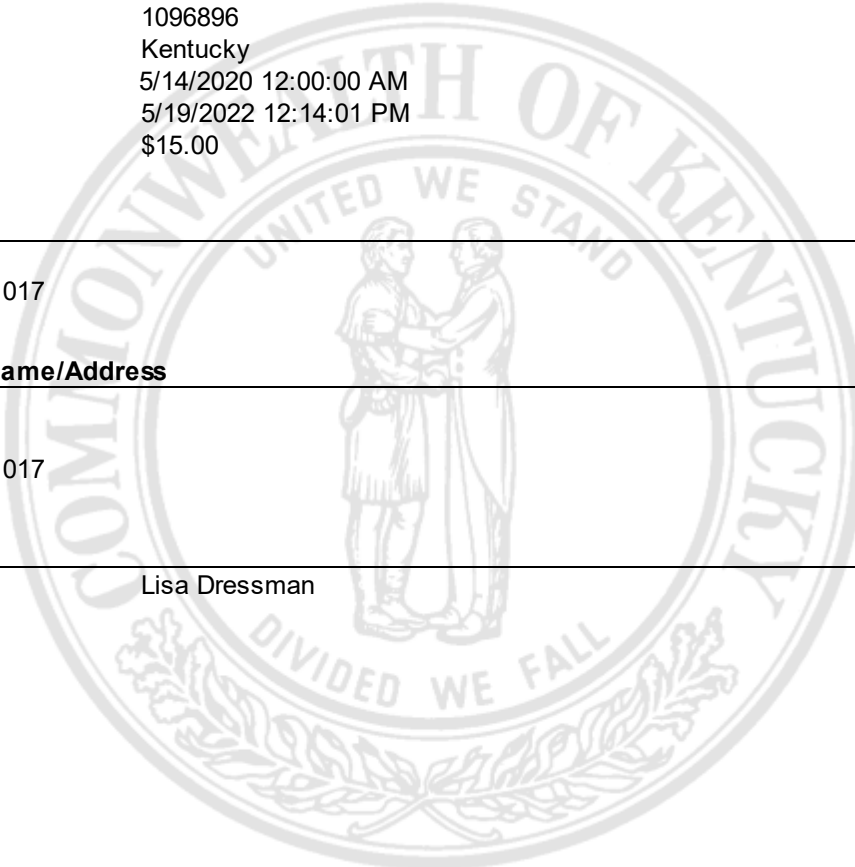 1096896
Kentucky
5/14/2020 12:00:00 AM
5/19/2022 12:14:01 PM
$15.00
COMMONWEALTH OF KENTUCKY
UNITED WE STAND
017
ame/Address
017
Lisa Dressman
DIVIDED WE FALL